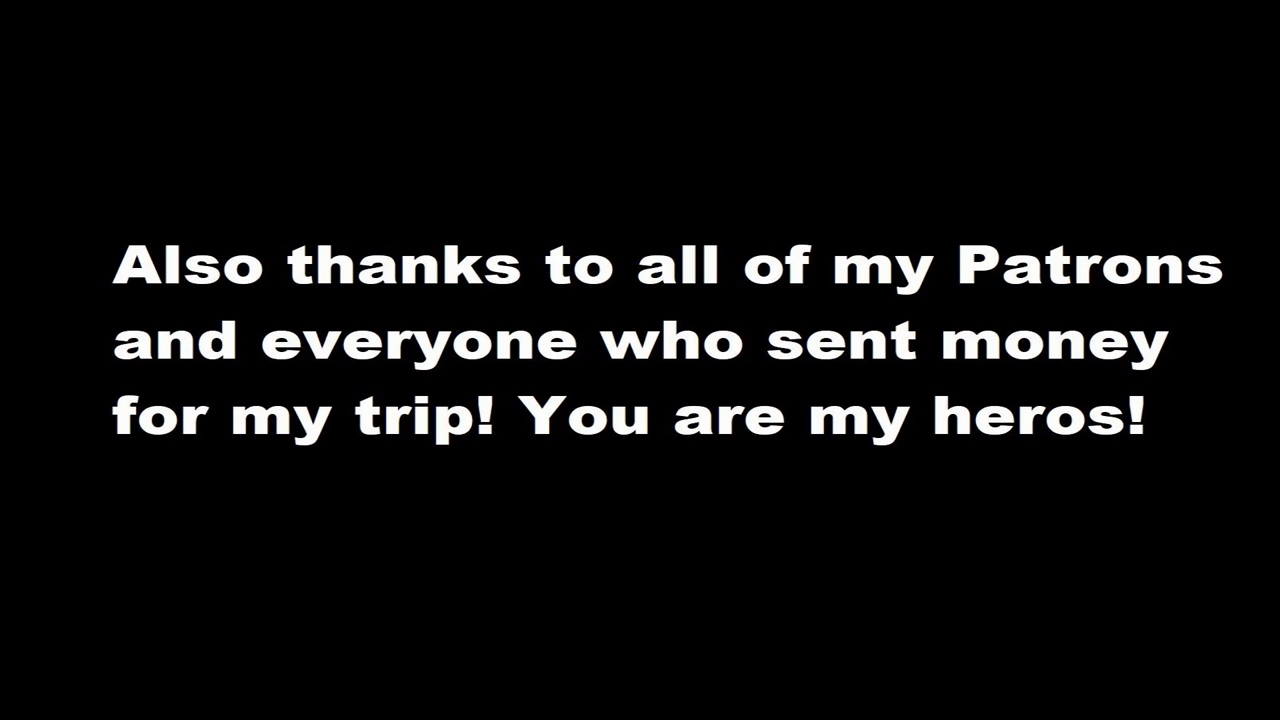 Also thanks to all of my Patrons
and everyone who sent money
for my trip! You are my heros!